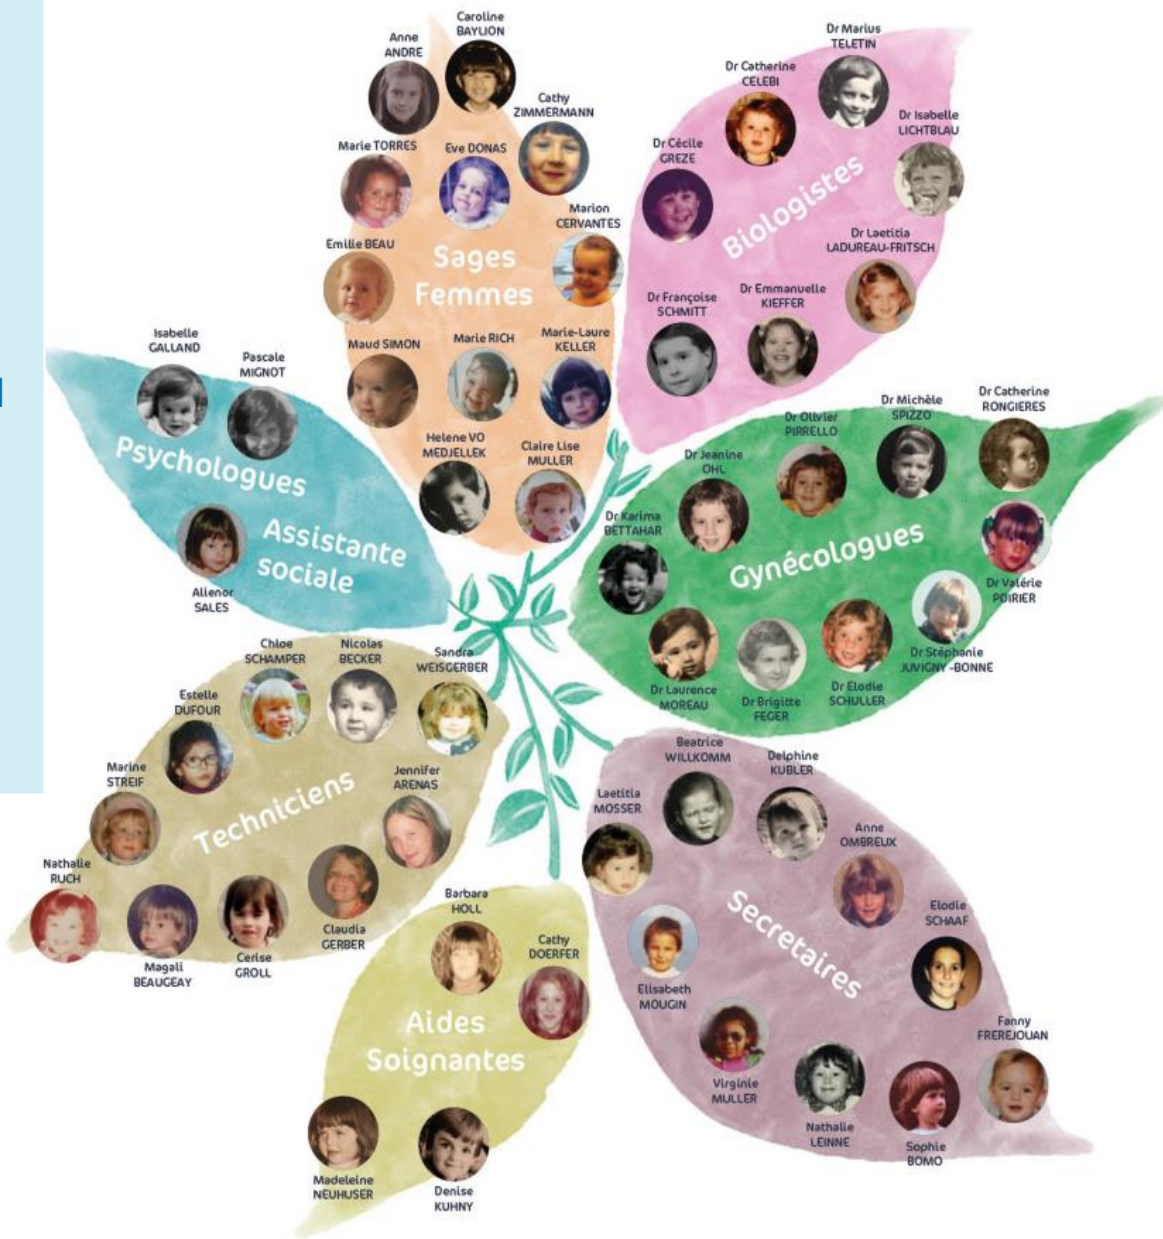 Caroline
BAYLION
Anne
ANDRE
Cathy
ZIMMERMANN
Marie TORRES
Eve DONAS
Marion
CERVANTES
Emilie BEAU
Sages
Femmes
Maud SIMON
Marie RICH
Marie-Laure
KELLER
Helene VO
MEDJELLEK
Claire Lise
MULLER
Dr Marius
TELETIN
Dr Catherine
CELEBI
Dr Isabelle
LICHTBLAU
Dr Cécile
GREZE
Biologistes
Dr Laetitia
LADUREAU-FRITSCH
Dr Emmanuelle
KIEFFER
Dr Françoise
SCHMITT
Isabelle
GALLAND
Pascale
MIGNOT
Psychologues
Assistante
sociale
Alienor
SALES
Dr Catherine
RONGIERES
Dr Michèle
SPIZZO
Dr Olivier
PIRRELLO
Dr Jeanine
OHL
Dr Karima
BETTAHAR
Gynécologues
Dr Valérie
POIRIER
Dr Stéphanie
JUVIGNY -BONNE
Dr Laurence
MOREAU
Dr Brigitte
FEGER
Dr Elodie
SCHULLER
Chloe
SCHAMPER
Nicolas
BECKER
Sandra
WEISGERBER
Estelle
DUFOUR
Marine
STREIF
Jennifer
ARENAS
Techniciens
Nathalie
RUCH
Magali
BEAUGEAY
Cerise
GROLL
Claudia
GERBER
Beatrice
WILLKOMM
Delphine
KUBLER
Laetitia
MOSSER
Anne
OMBREUX
Elodie
SCHAAF
Secretaires
Elisabeth
MOUGIN
Fanny
FREREJOUAN
Virginie
MULLER
Nathalie
LEINNE
Sophie
BOMO
Barbara
HOLL
Cathy
DOERFER
Aides
Soignantes
Madeleine
NEUHUSER
Denise
KUHNY